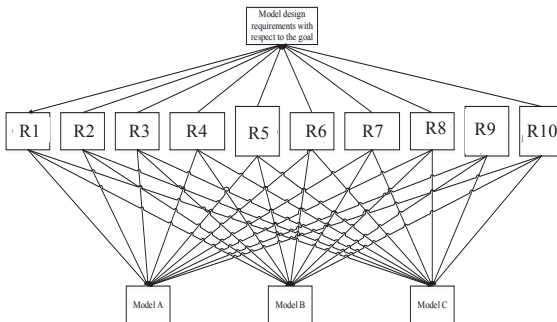 Model design
requirements with
respect to the goal
R1 R2 R3 R4 R5 R6 R7 R8 R9 R10
Model A Model B Model C